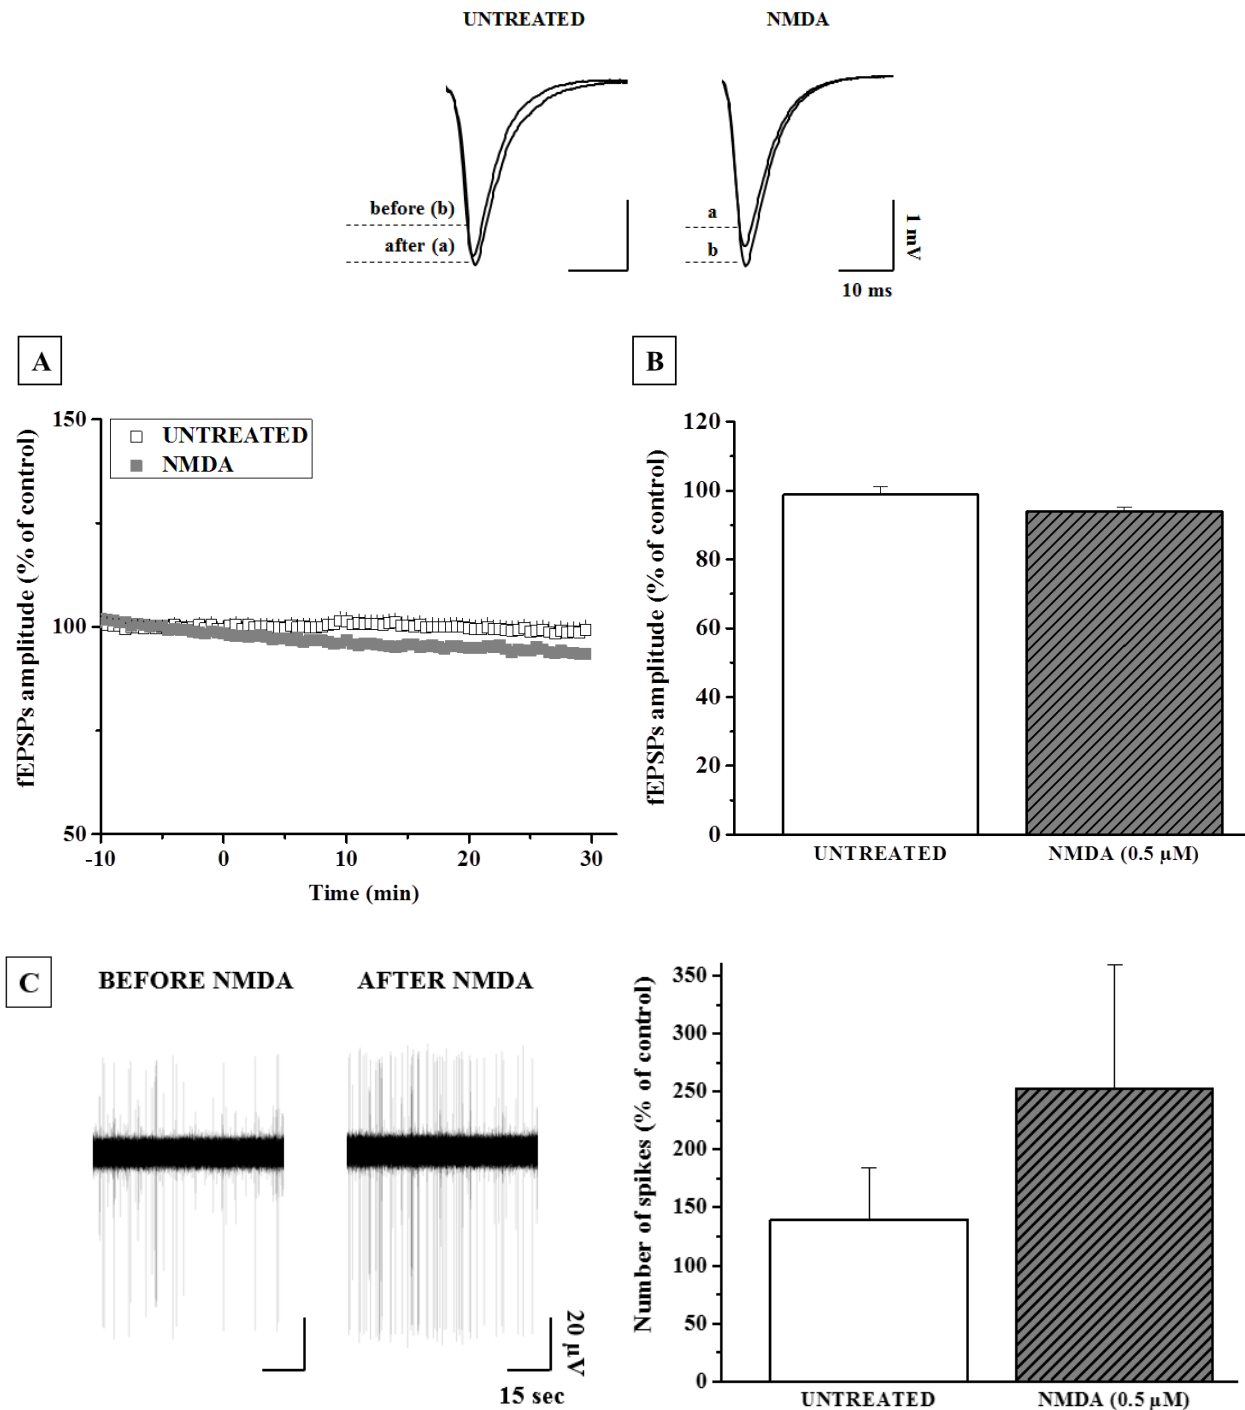 UNTREATED
NMDA
before (b)
after (a)
a
b
1 mV
10 ms
A
fEPSPs amplitude (% of control)
150
100
50
UNTREATED
NMDA
-10
0
10
20
30
Time (min)
B
fEPSPs amplitude (% of control)
120
100
80
60
40
20
0
UNTREATED
NMDA (0.5 µM)
C
BEFORE NMDA
AFTER NMDA
20 µV
15 sec
Number of spikes (% of control)
350
300
250
200
150
100
50
0
UNTREATED
NMDA (0.5 µM)